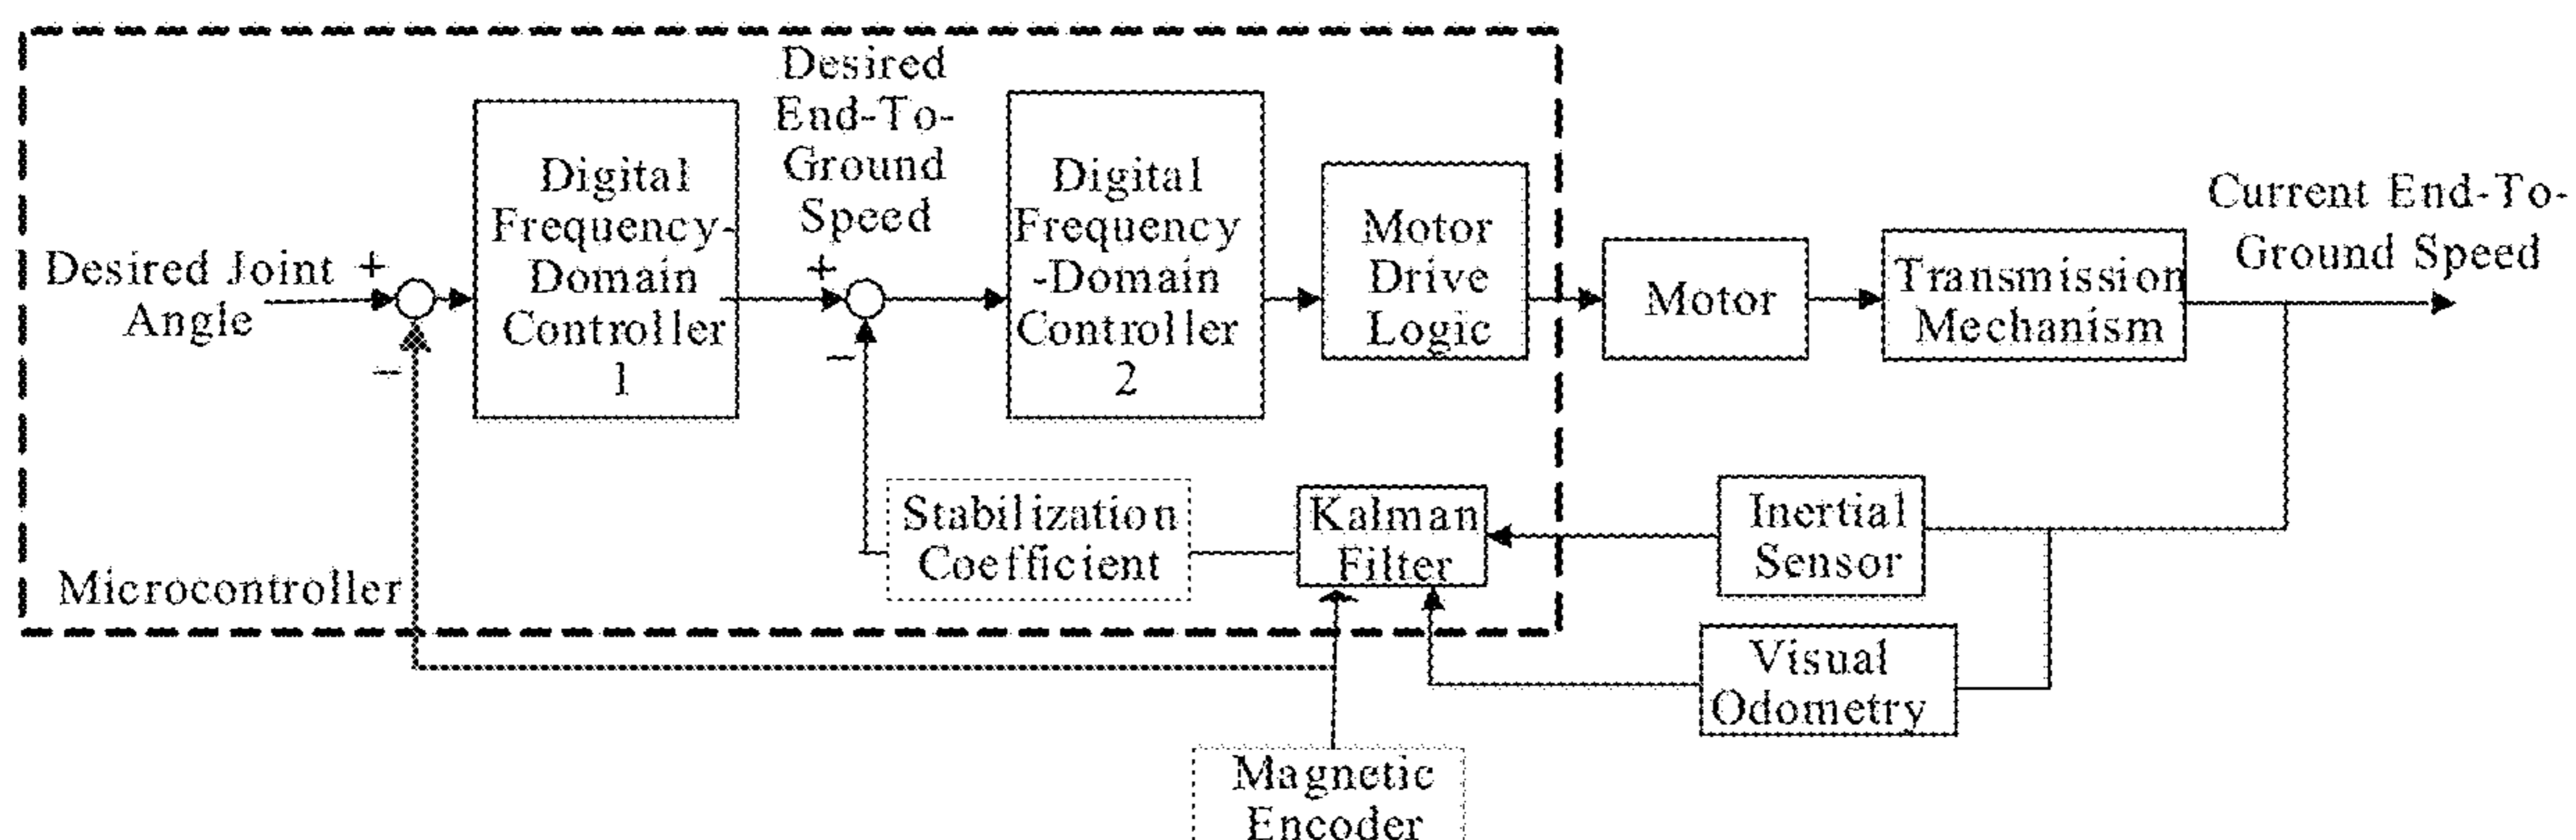 Desired
End-To-
Ground
Speed
Desired Joint +
Angle
−
Digital
Frequency-
Domain
Controller
1
+
−
Digital
Frequency
-Domain
Controller
2
Motor
Drive
Logic
Motor
Transmission
Mechanism
Current End-To-
Ground Speed
Stabilization
Coefficient
Kalman
Filter
Inertial
Sensor
Microcontroller
Visual
Odometry
Magnetic
Encoder